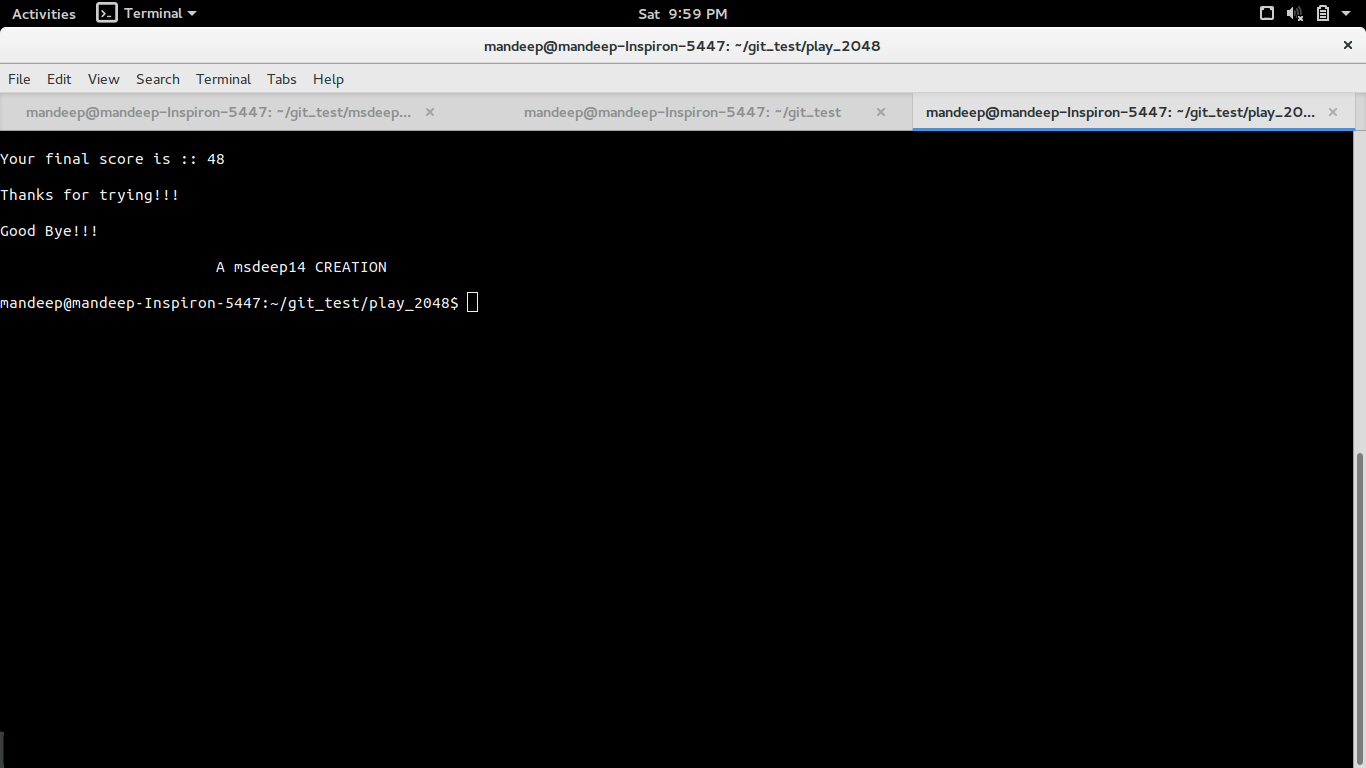 Activities Terminal Sat 9:59 PM
mandeep@mandeep-Inspiron-5447: ~/git_test/play_2048
File Edit View Search Terminal Tabs Help
mandeep@mandeep-Inspiron-5447: ~/git_test/msdeep... mandeep@mandeep-Inspiron-5447: ~/git_test mandeep@mandeep-Inspiron-5447: ~/git_test/play_20...
Your final score is :: 48
Thanks for trying!!!
Good Bye!!!
A msdeep14 CREATION
mandeep@mandeep-Inspiron-5447:~/git_test/play_2048$